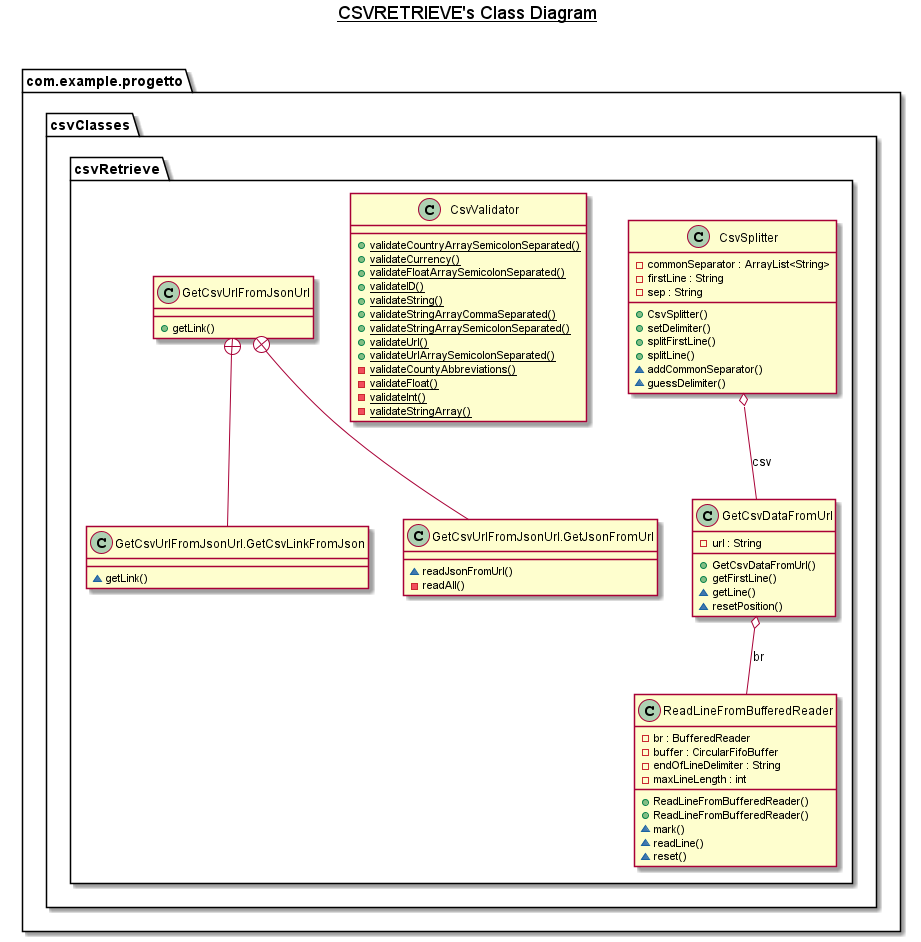 CSVRETRIEVE's Class Diagram
com.example.progetto
csvClasses
csvRetrieve
C CsvValidator
validateCountryArraySemicolonSeparated()
validateCurrency()
validateFloatArraySemicolonSeparated()
validateID()
validateString()
validateStringArrayCommaSeparated()
validateStringArraySemicolonSeparated()
validateUrl()
validateUrlArraySemicolonSeparated()
validateCountyAbbreviations()
validateFloat()
validateInt()
validateStringArray()
C CsvSplitter
commonSeparator : ArrayList<String>
firstLine : String
sep : String
CsvSplitter()
setDelimiter()
splitFirstLine()
splitLine()
addCommonSeparator()
guessDelimiter()
C GetCsvUrlFromJsonUrl
getLink()
csv
C GetCsvUrlFromJsonUrl.GetCsvLinkFromJson
getLink()
C GetCsvUrlFromJsonUrl.GetJsonFromUrl
readJsonFromUrl()
readAll()
C GetCsvDataFromUrl
url : String
GetCsvDataFromUrl()
getFirstLine()
getLine()
resetPosition()
br
C ReadLineFromBufferedReader
br : BufferedReader
buffer : CircularFifoBuffer
endOfLineDelimiter : String
maxLineLength : int
ReadLineFromBufferedReader()
ReadLineFromBufferedReader()
mark()
readLine()
reset()